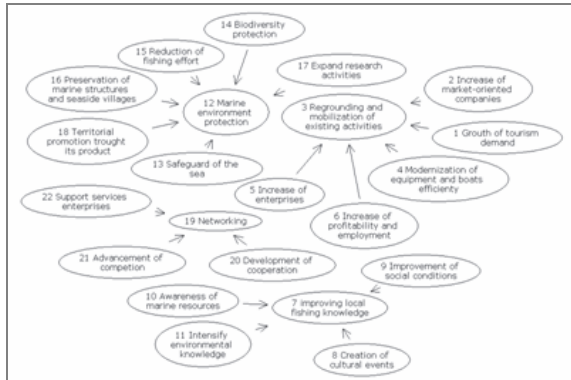 14 Biodiversity
protection
15 Reduction of
fishing effort
17 Expand research
activities
16 Preservation of
marine structures
and seaside villages
2 Increase of
market-oriented
companies
12 Marine
environment
protection
3 Regrounding and
mobilization of
existing activities
18 Territorial
promotion trought
its product
1 Grouth of tourism
demand
13 Safeguard of the
sea
4 Modernization of
equipment and boats
efficienty
5 Increase of
enterprises
22 Support services
enterprises
19 Networking
6 Increase of
profitability and
employment
21 Advancement of
competion
20 Development of
cooperation
9 Improvement of
social conditions
10 Awareness of
marine resources
7 Improving local
fishing knowledge
11 Intensify
environmental
knowledge
8 Creation of
cultural events